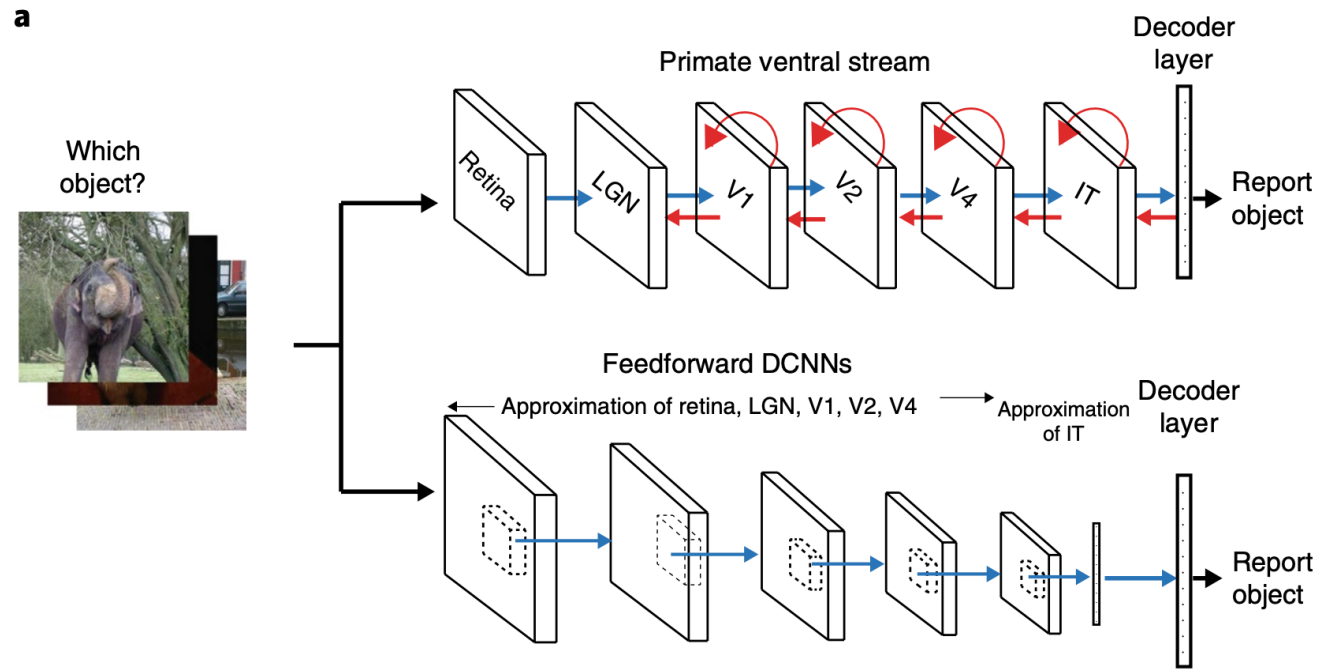 a
Primate ventral stream
Decoder
layer
Which
object?
Retina
LGN
V1
V2
V4
IT
Report
object
Feedforward DCNNs
Approximation of retina, LGN, V1, V2, V4
Approximation
of IT
Decoder
layer
Report
object